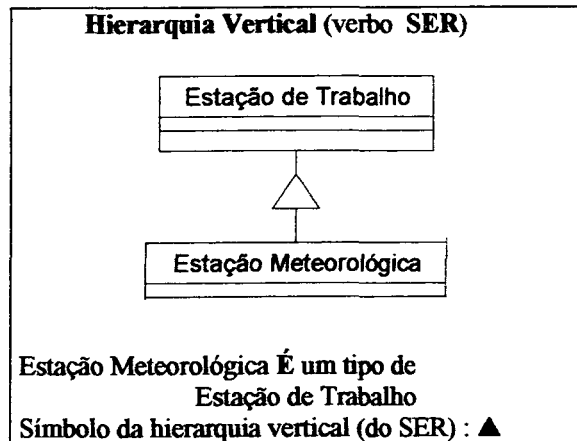 Hierarquia Vertical (verbo SER)
Estação de Trabalho
Estação Meteorológica
Estação Meteorológica É um tipo de
Estação de Trabalho
Símbolo da hierarquia vertical (do SER) : ▲